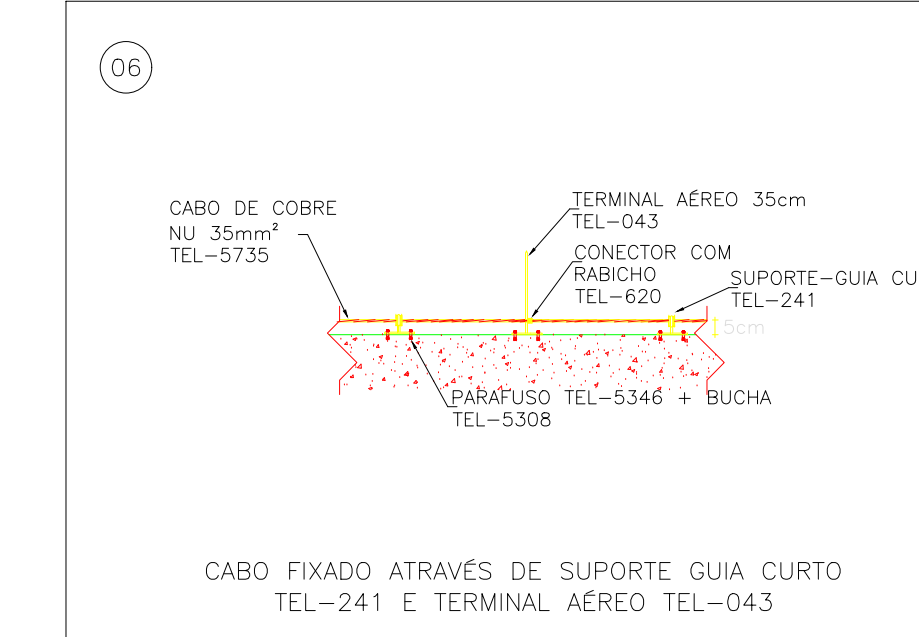 06
CABO DE COBRE
NU 35mm²
TEL-5735
TERMINAL AÉREO 35cm
TEL-043
CONECTOR COM
RABICHO
TEL-620
SUPORTE-GUIA CU
TEL-241
5cm
PARAFUSO TEL-5346 + BUCHA
TEL-5308
CABO FIXADO ATRAVÉS DE SUPORTE GUIA CURTO
TEL-241 E TERMINAL AÉREO TEL-043